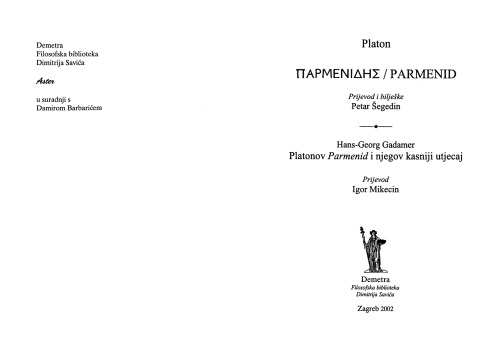 Demetra
Filosofska biblioteka
Dimitrija Savića
Aster
u suradnji s
Damirom Barbarićem
Platon
ΠΑΡΜΕΝΙΔΗΣ / PARMENID
Prijevod i bilješke
Petar Šegedin
Hans-Georg Gadamer
Platonov Parmenid i njegov kasniji utjecaj
Prijevod
Igor Mikecin
Demetra
Filosofska biblioteka
Dimitrija Savića
Zagreb 2002